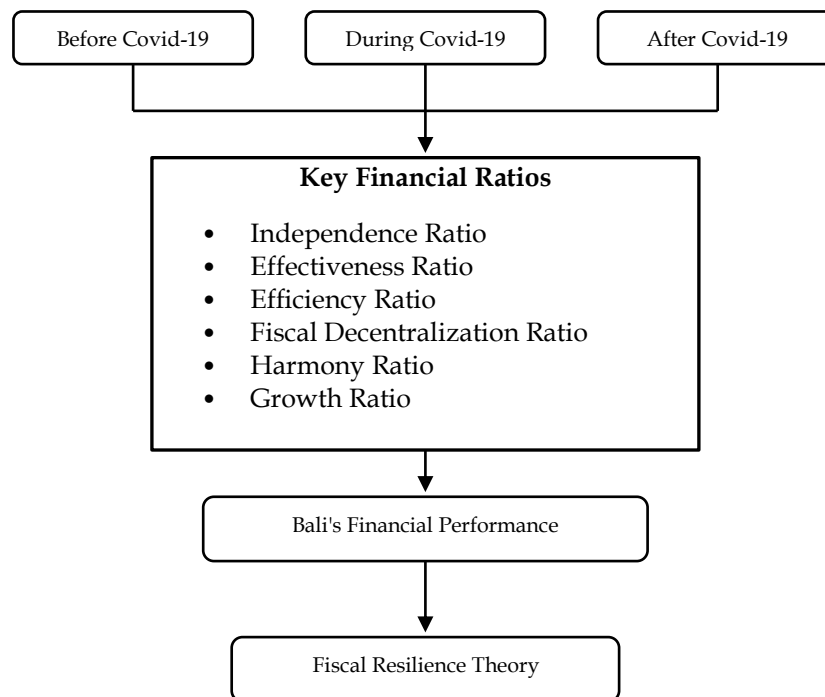 Before Covid-19
During Covid-19
After Covid-19
Key Financial Ratios
• Independence Ratio
• Effectiveness Ratio
• Efficiency Ratio
• Fiscal Decentralization Ratio
• Harmony Ratio
• Growth Ratio
Bali's Financial Performance
Fiscal Resilience Theory